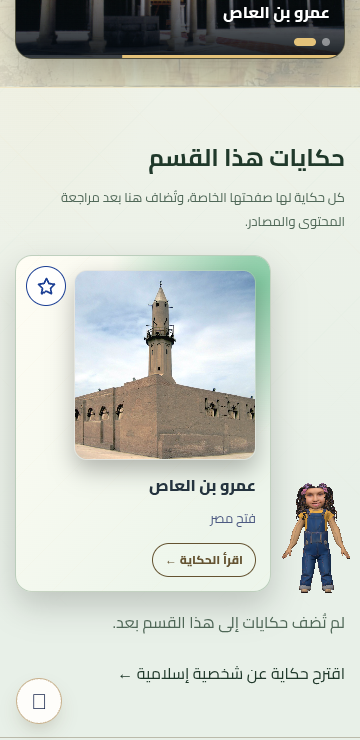 عمرو بن العاص
حكايات هذا القسم
كل حكاية لها صفحتها الخاصة، وتُضاف هنا بعد مراجعة
المحتوى والمصادر.
عمرو بن العاص
فتح مصر
اقرأ الحكاية ←
لم تُضف حكايات إلى هذا القسم بعد.
اقترح حكاية عن شخصية إسلامية ←